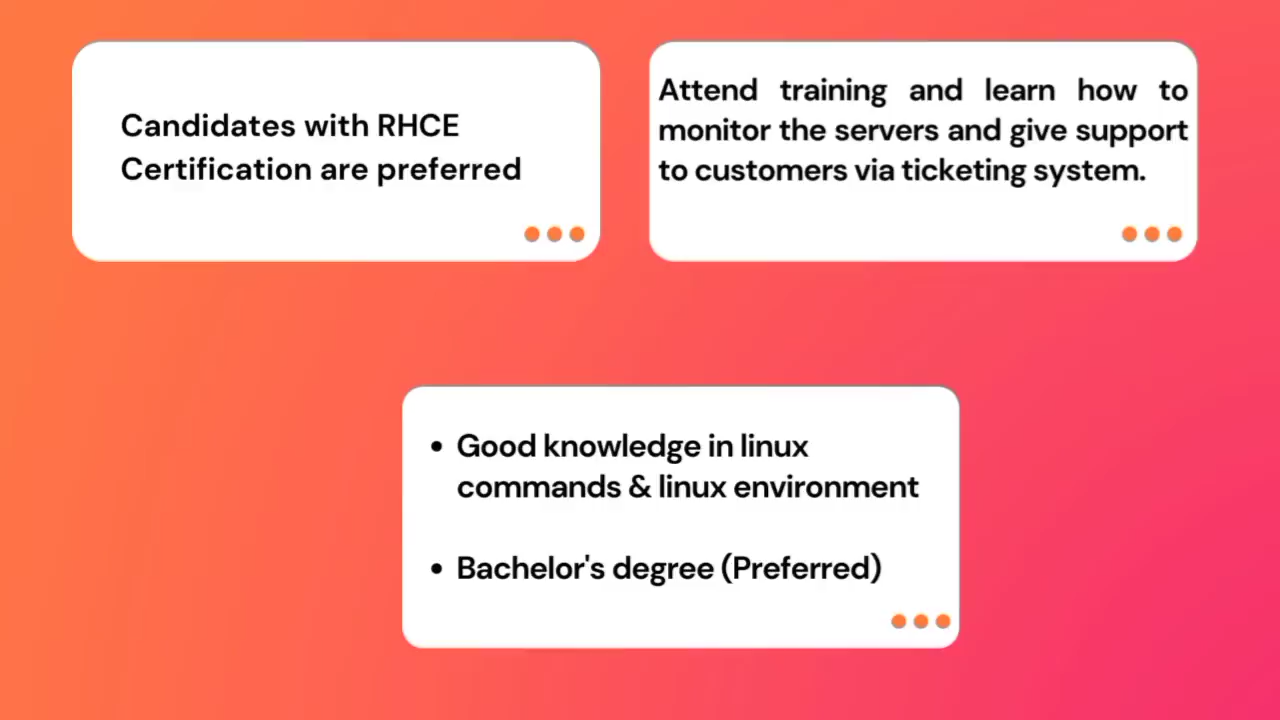 Candidates with RHCE
Certification are preferred
Attend training and learn how to
monitor the servers and give support
to customers via ticketing system.
• Good knowledge in linux
commands & linux environment
• Bachelor's degree (Preferred)